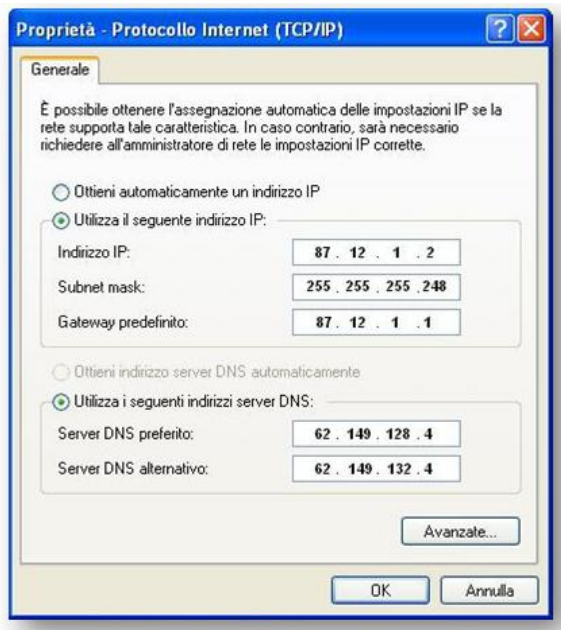 Proprietà - Protocollo Internet (TCP/IP)
Generale
È possibile ottenere l'assegnazione automatica delle impostazioni IP se la
rete supporta tale caratteristica. In caso contrario, sarà necessario
richiedere all'amministratore di rete le impostazioni IP corrette.
Ottieni automaticamente un indirizzo IP
Utilizza il seguente indirizzo IP:
Indirizzo IP: 87 . 12 . 1 . 2
Subnet mask: 255 . 255 . 255 . 248
Gateway predefinito: 87 . 12 . 1 . 1
Ottieni indirizzo server DNS automaticamente
Utilizza i seguenti indirizzi server DNS:
Server DNS preferito: 62 . 149 . 128 . 4
Server DNS alternativo: 62 . 149 . 132 . 4
Avanzate...
OK Annulla